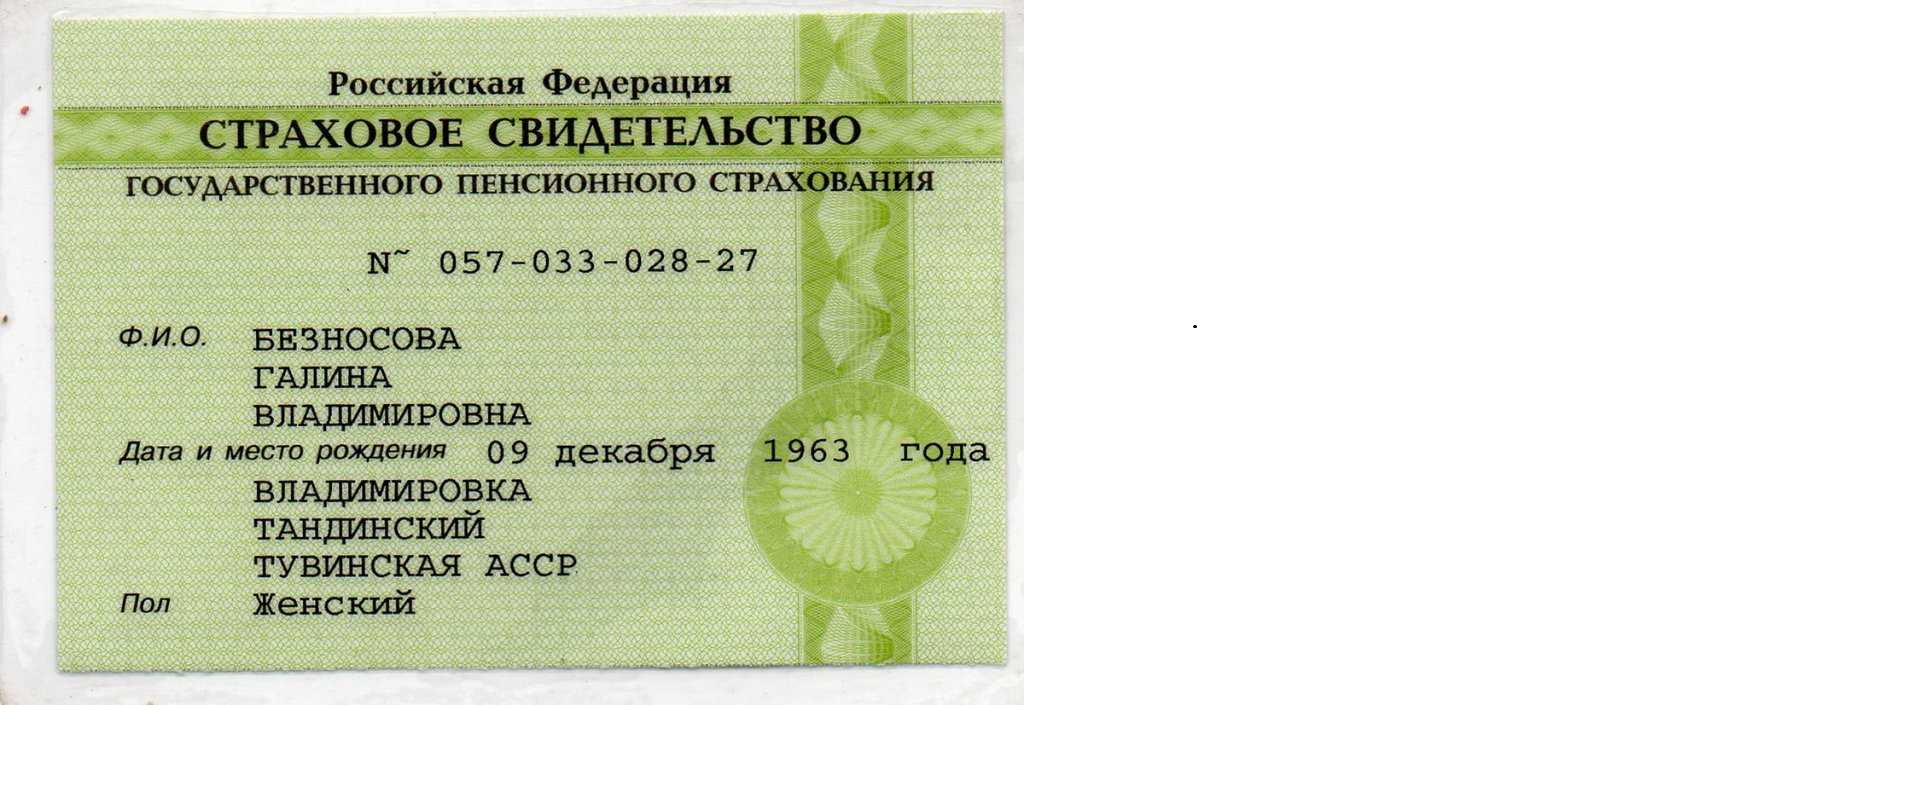 Российская Федерация
СТРАХОВОЕ СВИДЕТЕЛЬСТВО
ГОСУДАРСТВЕННОГО ПЕНСИОННОГО СТРАХОВАНИЯ
N~ 057-033-028-27
Ф.И.О. БЕЗНОСОВА
ГАЛИНА
ВЛАДИМИРОВНА
Дата и место рождения 09 декабря 1963 года
ВЛАДИМИРОВКА
ТАНДИНСКИЙ
ТУВИНСКАЯ АССР
Пол Женский